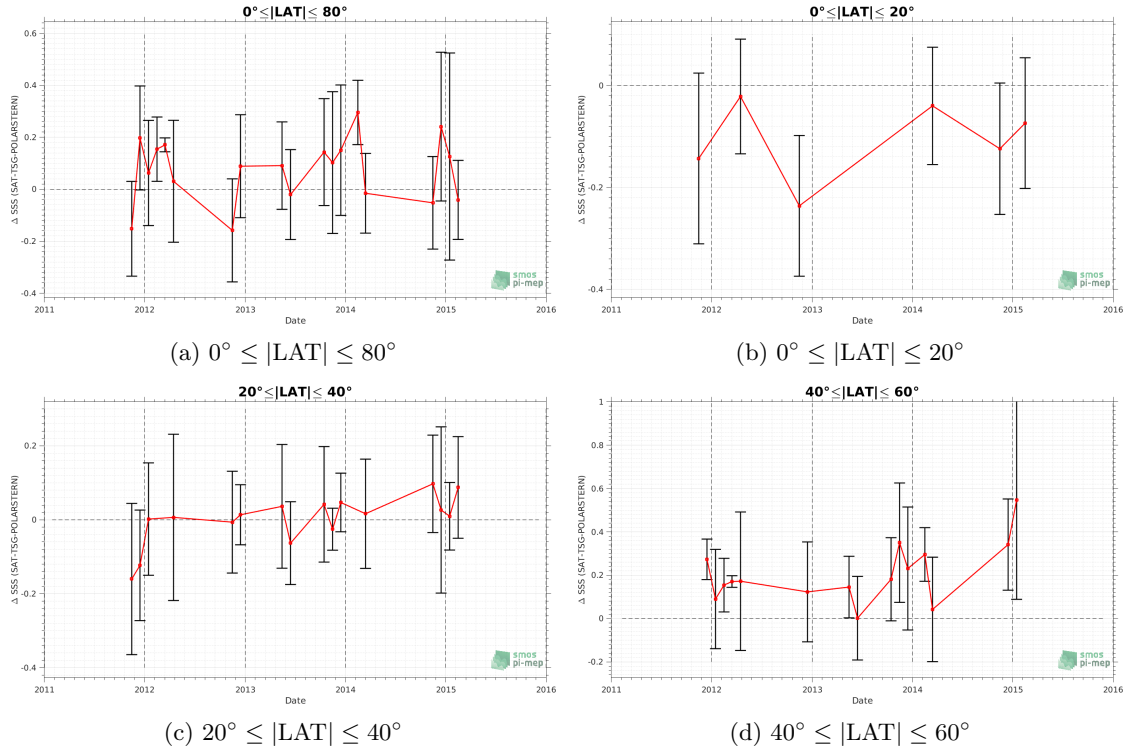 0°≤|LAT|≤ 80°
0.6
0.4
0.2
0
-0.2
-0.4
Δ SSS (SAT-TSG-POLARSTERN)
2011 2012 2013 2014 2015 2016
Date
smos
pi-mep
(a) 0° ≤ |LAT| ≤ 80°
0°≤|LAT|≤ 20°
0
-0.2
-0.4
Δ SSS (SAT-TSG-POLARSTERN)
2011 2012 2013 2014 2015 2016
Date
smos
pi-mep
(b) 0° ≤ |LAT| ≤ 20°
20°≤|LAT|≤ 40°
0.2
0
-0.2
-0.4
Δ SSS (SAT-TSG-POLARSTERN)
2011 2012 2013 2014 2015 2016
Date
smos
pi-mep
(c) 20° ≤ |LAT| ≤ 40°
40°≤|LAT|≤ 60°
1
0.8
0.6
0.4
0.2
0
-0.2
Δ SSS (SAT-TSG-POLARSTERN)
2011 2012 2013 2014 2015 2016
Date
smos
pi-mep
(d) 40° ≤ |LAT| ≤ 60°